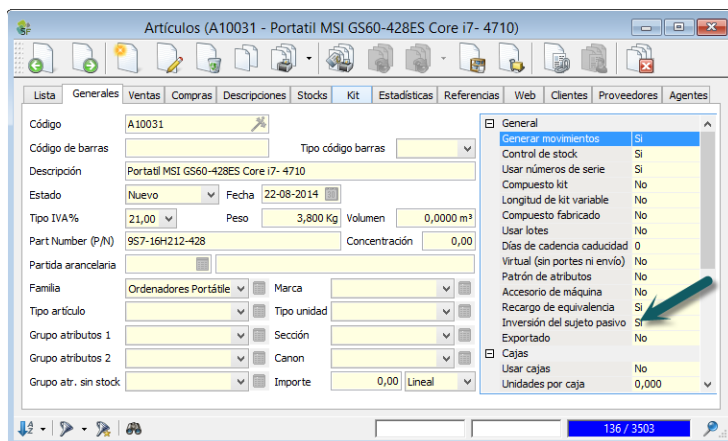 SF
Artículos (A10031 - Portatil MSI GS60-428ES Core i7- 4710)
Lista Generales Ventas Compras Descripciones Stocks Kit Estadísticas Referencias Web Clientes Proveedores Agentes
Código A10031
Código de barras Tipo código barras
Descripción Portatil MSI GS60-428ES Core i7- 4710
Estado Nuevo Fecha 22-08-2014
Tipo IVA% 21,00 Peso 3,800 Kg Volumen 0,0000 m³
Part Number (P/N) 9S7-16H212-428 Concentración 0,00
Partida arancelaria
Familia Ordenadores Portátile Marca
Tipo artículo Tipo unidad
Grupo atributos 1 Sección
Grupo atributos 2 Canon
Grupo atr. sin stock Importe 0,00 Lineal
General
Generar movimientos Si
Control de stock Si
Usar números de serie Si
Compuesto kit No
Longitud de kit variable No
Compuesto fabricado No
Usar lotes No
Días de cadencia caducidad 0
Virtual (sin portes ni envío) No
Patrón de atributos No
Accesorio de máquina No
Recargo de equivalencia Si
Inversión del sujeto pasivo Si
Exportado No
Cajas
Usar cajas No
Unidades por caja 0,000
136 / 3503